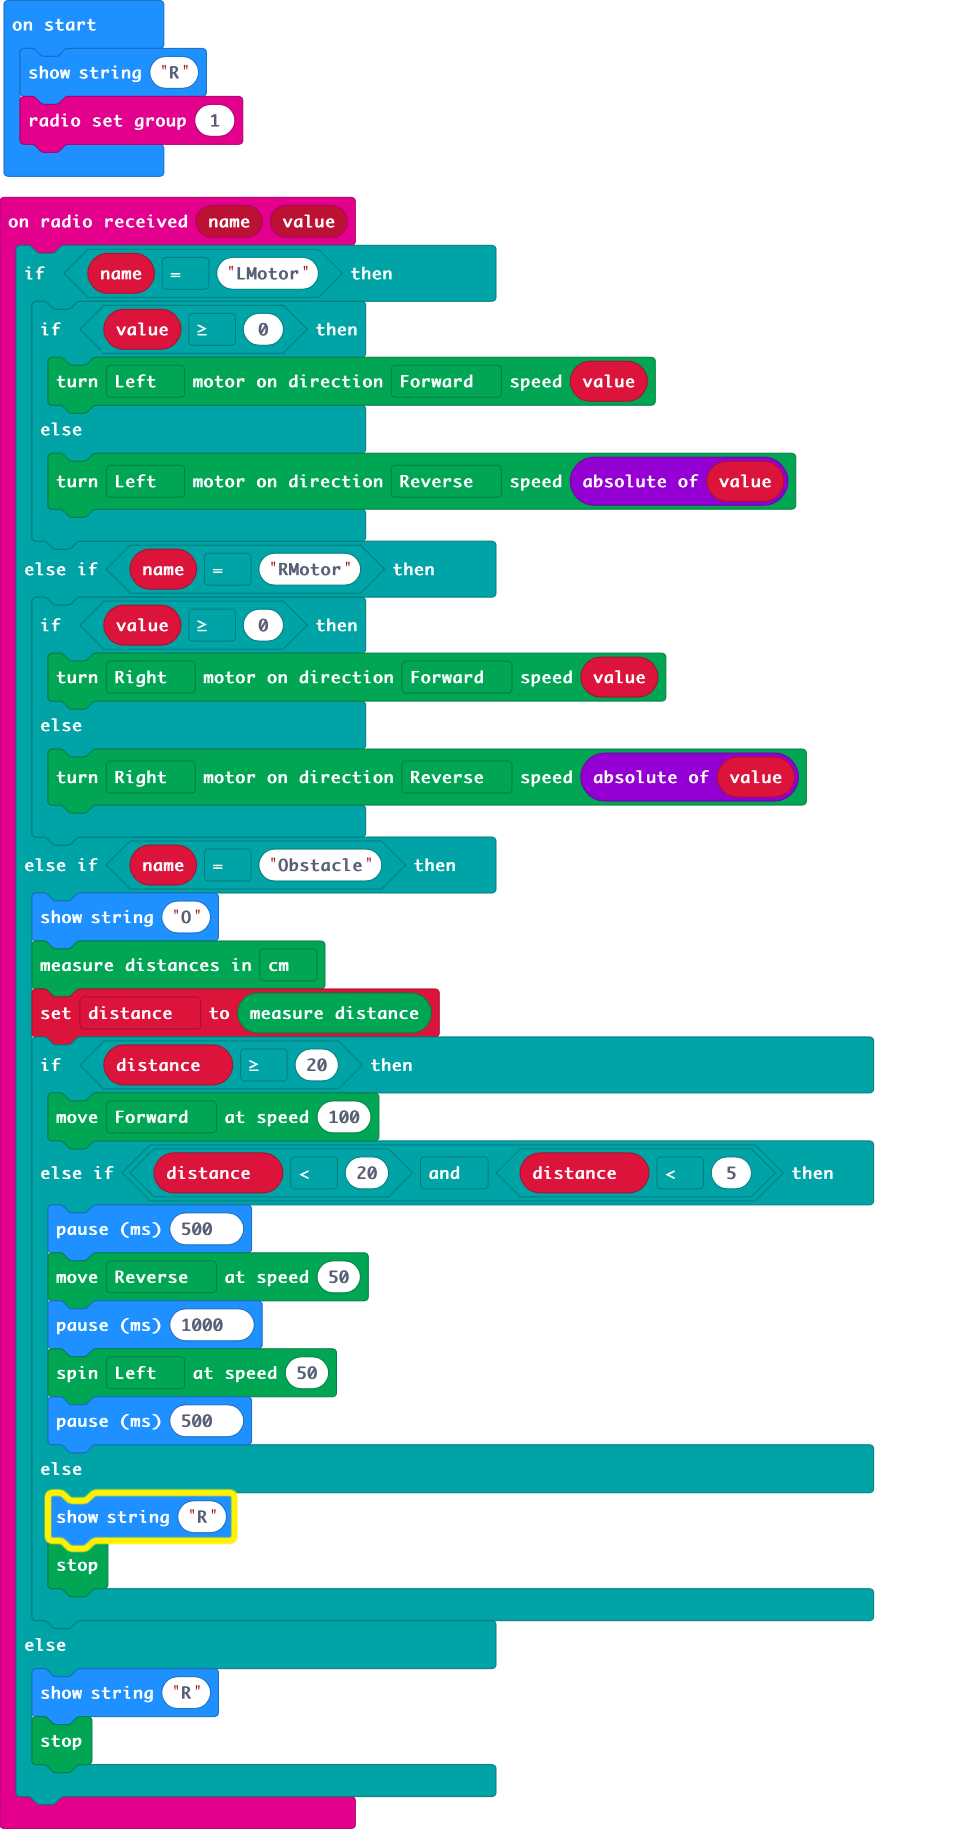 on start
show string "R"
radio set group 1
on radio received name value
if name = "LMotor" then
if value ≥ 0 then
turn Left motor on direction Forward speed value
else
turn Left motor on direction Reverse speed absolute of value
else if name = "RMotor" then
if value ≥ 0 then
turn Right motor on direction Forward speed value
else
turn Right motor on direction Reverse speed absolute of value
else if name = "Obstacle" then
show string "O"
measure distances in cm
set distance to measure distance
if distance ≥ 20 then
move Forward at speed 100
else if distance < 20 and distance < 5 then
pause (ms) 500
move Reverse at speed 50
pause (ms) 1000
spin Left at speed 50
pause (ms) 500
else
show string "R"
stop
else
show string "R"
stop